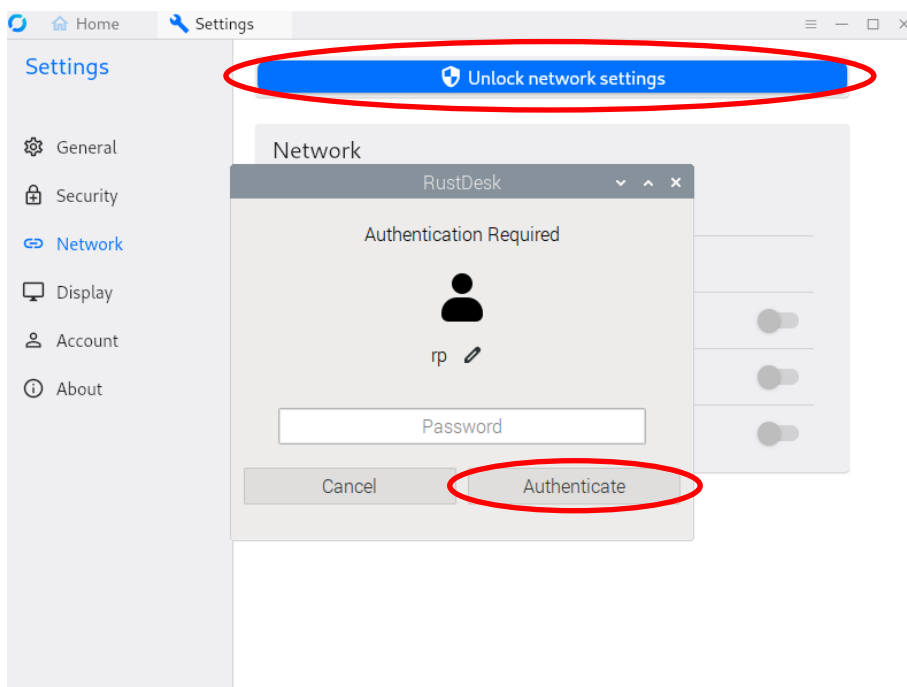 Home
Settings
Settings
Unlock network settings
General
Security
Network
Display
Account
About
Network
RustDesk
Authentication Required
rp
Password
Cancel
Authenticate